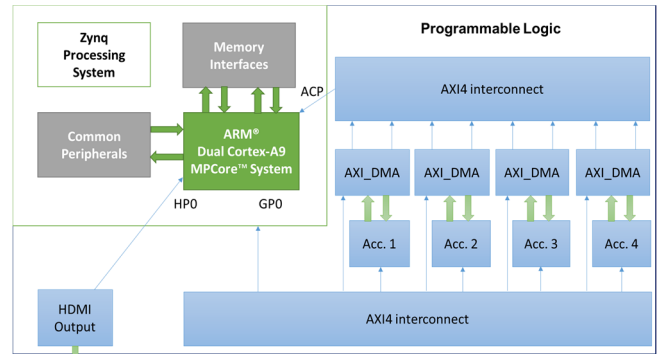 Zynq
Processing
System
Memory
Interfaces
Programmable Logic
ACP
AXI4 interconnect
Common
Peripherals
ARM®
Dual Cortex-A9
MPCore™ System
HP0
GP0
AXI_DMA
AXI_DMA
AXI_DMA
AXI_DMA
Acc. 1
Acc. 2
Acc. 3
Acc. 4
HDMI
Output
AXI4 interconnect